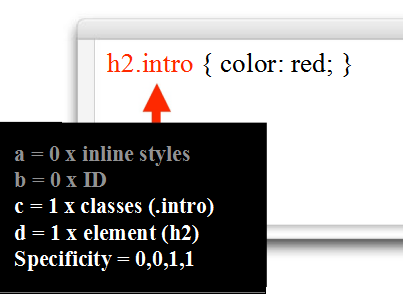 h2.intro { color: red; }
a = 0 x inline styles
b = 0 x ID
c = 1 x classes (.intro)
d = 1 x element (h2)
Specificity = 0,0,1,1